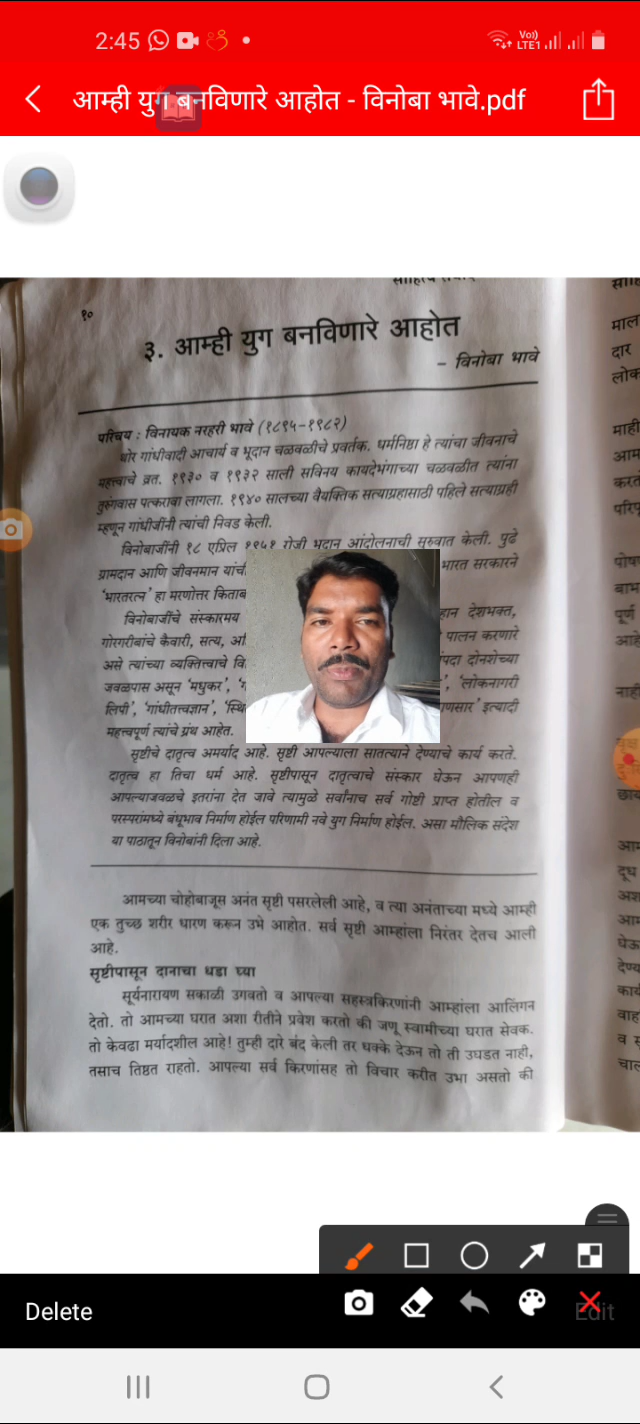 2:45
Vo)) LTE1
आम्ही युग बनविणारे आहोत - विनोबा भावे.pdf
१०
३. आम्ही युग बनविणारे आहोत
– विनोबा भावे
परिचय : विनायक नरहरी भावे (१८९५-१९८२)
थोर गांधीवादी आचार्य व भूदान चळवळीचे प्रवर्तक. धर्मनिष्ठा हे त्यांचा जीवनाचे
महत्त्वाचे व्रत. १९३० व १९३२ साली सविनय कायदेभंगाच्या चळवळीत त्यांना
तुरुंगवास पत्करावा लागला. १९४० सालच्या वैयक्तिक सत्याग्रहासाठी पहिले सत्याग्रही
म्हणून गांधीजींनी त्यांची निवड केली.
विनोबाजींनी १८ एप्रिल १९५१ रोजी भूदान आंदोलनाची सुरुवात केली. पुढे
ग्रामदान आणि जीवनमान यांची भारत सरकारने
'भारतरत्न' हा मरणोत्तर किताब
विनोबाजींचे संस्कारमय देशभक्त,
गोरगरीबांचे कैवारी, सत्य, पालन करणारे
असे त्यांच्या व्यक्तित्त्वाचे दोनशेच्या
जवळपास असून 'मधुकर', 'लोकनागरी
लिपी', 'गांधीतत्त्वज्ञान', इत्यादी
महत्त्वपूर्ण त्यांचे ग्रंथ आहेत.
सृष्टीचे दातृत्व अमर्याद आहे. सृष्टी आपल्याला सातत्याने देण्याचे कार्य करते.
दातृत्व हा तिचा धर्म आहे. सृष्टीपासून दातृत्वाचे संस्कार घेऊन आपणही
आपल्याजवळचे इतरांना देत जावे त्यामुळे सर्वांनाच सर्व गोष्टी प्राप्त होतील व
परस्परांमध्ये बंधूभाव निर्माण होईल परिणामी नवे युग निर्माण होईल. असा मौलिक संदेश
या पाठातून विनोबांनी दिला आहे.
आमच्या चोहोबाजूस अनंत सृष्टी पसरलेली आहे, व त्या अनंताच्या मध्ये आम्ही
एक तुच्छ शरीर धारण करून उभे आहोत. सर्व सृष्टी आम्हांला निरंतर देतच आली
आहे.
सृष्टीपासून दानाचा धडा घ्या
सूर्यनारायण सकाळी उगवतो व आपल्या सहस्त्रकिरणांनी आम्हांला आलिंगन
देतो. तो आमच्या घरात अशा रीतीने प्रवेश करतो की जणू स्वामीच्या घरात सेवक.
तो केवढा मर्यादशील आहे! तुम्ही दारे बंद केली तर धक्के देऊन तो ती उघडत नाही,
तसाच तिष्ठत राहतो. आपल्या सर्व किरणांसह तो विचार करीत उभा असतो की
Delete
Edit